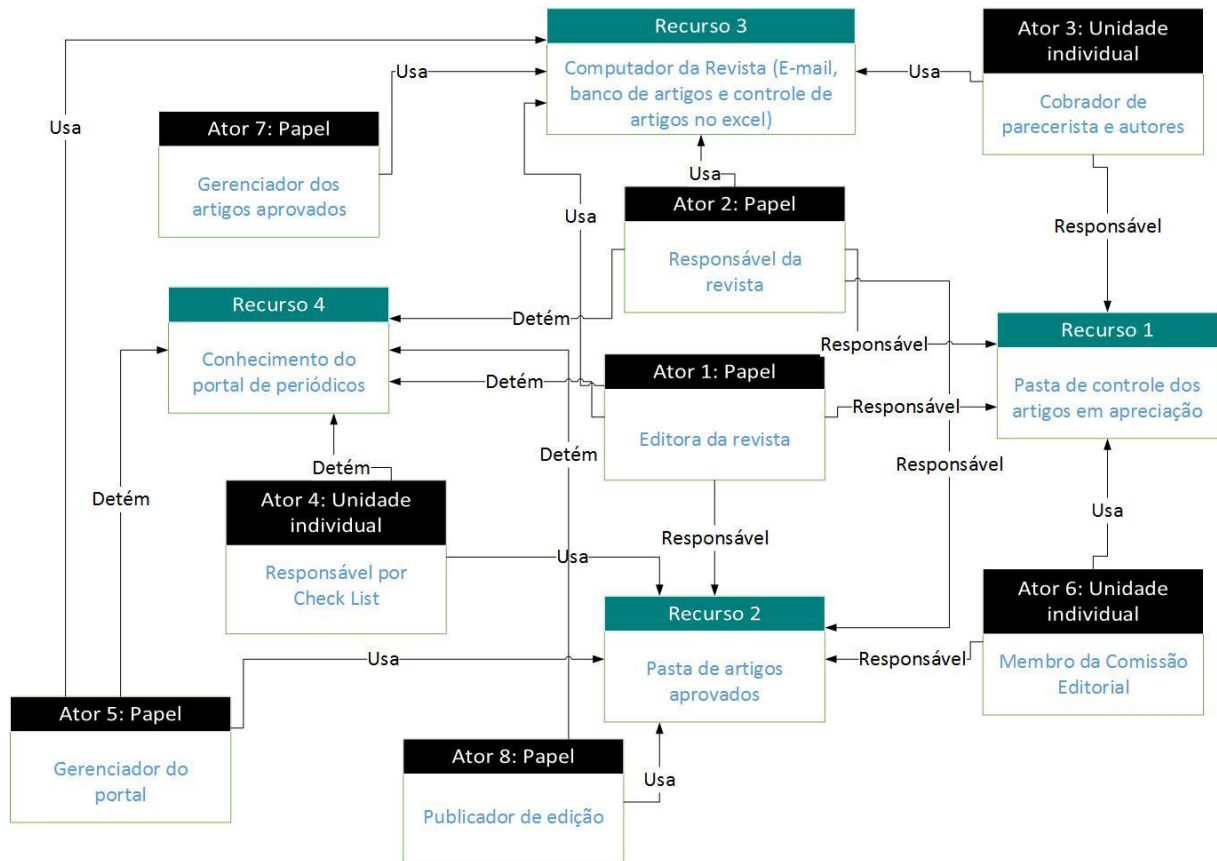 Recurso 3
Computador da Revista (E-mail,
banco de artigos e controle de
artigos no excel)
Ator 3: Unidade
individual
Cobrador de
parecerista e autores
Usa
Usa
Usa
Ator 7: Papel
Gerenciador dos
artigos aprovados
Usa
Usa
Ator 2: Papel
Responsável da
revista
Responsável
Recurso 4
Conhecimento do
portal de periódicos
Detém
Responsável
Recurso 1
Pasta de controle dos
artigos em apreciação
Ator 1: Papel
Editora da revista
Detém
Responsável
Detém
Responsável
Detém
Detém
Ator 4: Unidade
individual
Responsável por
Check List
Usa
Responsável
Usa
Recurso 2
Pasta de artigos
aprovados
Ator 6: Unidade
individual
Membro da Comissão
Editorial
Usa
Responsável
Ator 5: Papel
Gerenciador do
portal
Ator 8: Papel
Publicador de edição
Usa